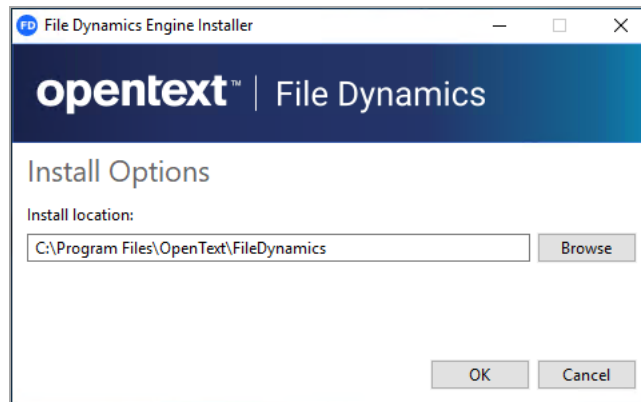 FD File Dynamics Engine Installer
opentext™ | File Dynamics
Install Options
Install location:
C:\Program Files\OpenText\FileDynamics Browse
OK Cancel